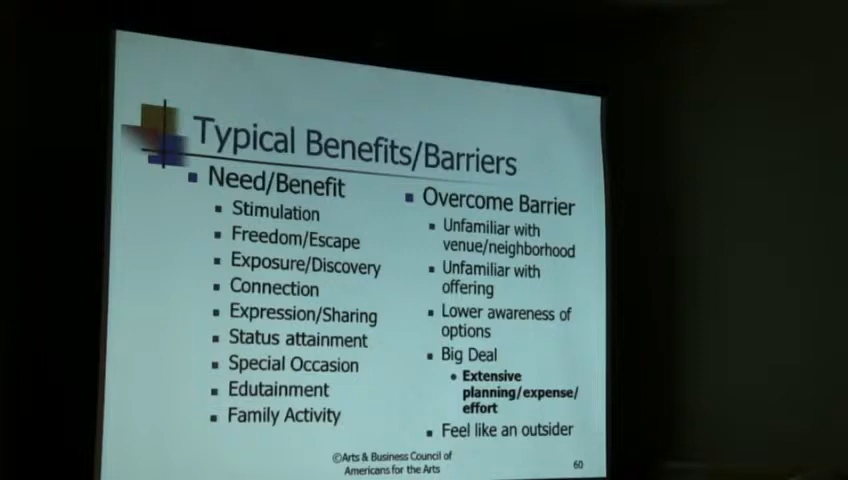 Typical Benefits/Barriers
Need/Benefit
Stimulation
Freedom/Escape
Exposure/Discovery
Connection
Expression/Sharing
Status attainment
Special Occasion
Edutainment
Family Activity
Overcome Barrier
Unfamiliar with
venue/neighborhood
Unfamiliar with
offering
Lower awareness of
options
Big Deal
Extensive
planning/expense/
effort
Feel like an outsider
©Arts & Business Council of
Americans for the Arts
60